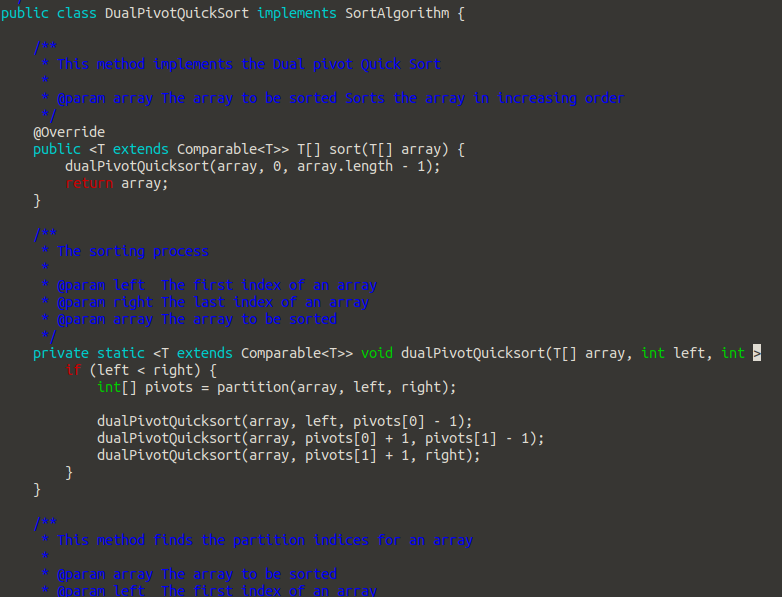 public class DualPivotQuickSort implements SortAlgorithm {
/**
* This method implements the Dual pivot Quick Sort
*
* @param array The array to be sorted Sorts the array in increasing order
*/
@Override
public <T extends Comparable<T>> T[] sort(T[] array) {
dualPivotQuicksort(array, 0, array.length - 1);
return array;
}
/**
* The sorting process
*
* @param left  The first index of an array
* @param right The last index of an array
* @param array The array to be sorted
*/
private static <T extends Comparable<T>> void dualPivotQuicksort(T[] array, int left, int >
if (left < right) {
int[] pivots = partition(array, left, right);
dualPivotQuicksort(array, left, pivots[0] - 1);
dualPivotQuicksort(array, pivots[0] + 1, pivots[1] - 1);
dualPivotQuicksort(array, pivots[1] + 1, right);
}
}
/**
* This method finds the partition indices for an array
*
* @param array The array to be sorted
* @param left  The first index of an array